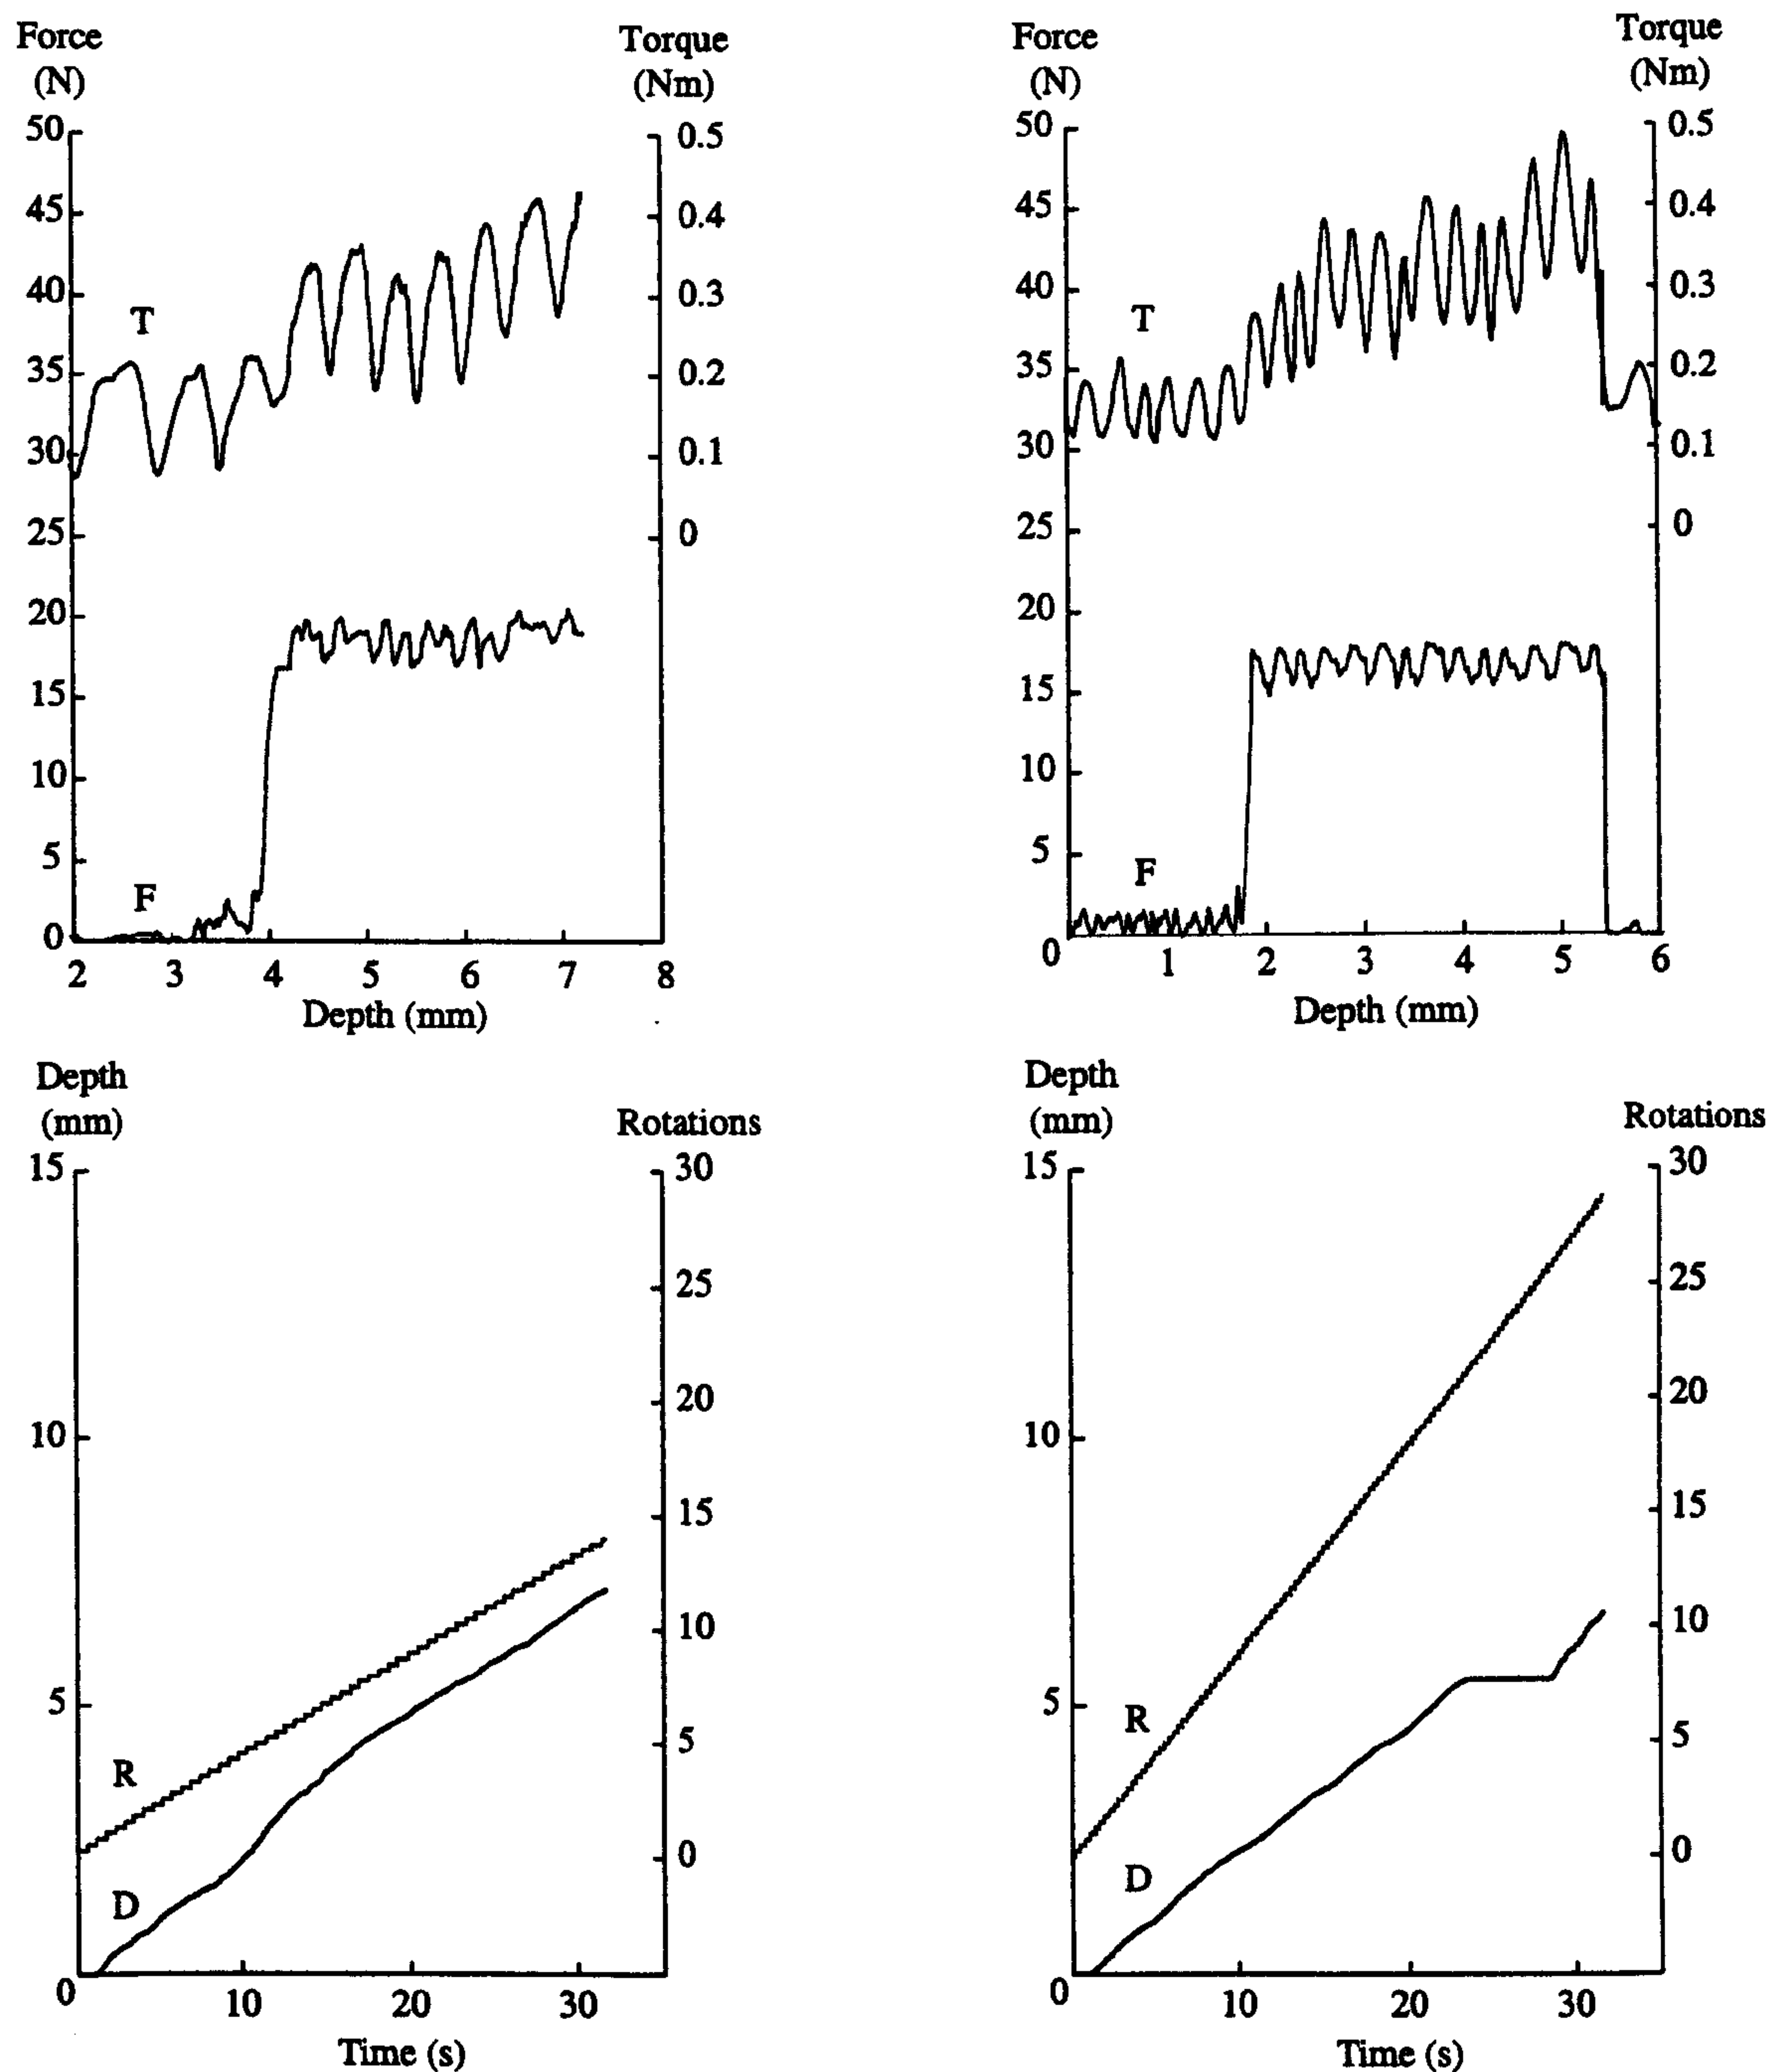 Force
(N)
Torque
(Nm)
50
45
40
35
30
25
20
15
10
5
0
0.5
0.4
0.3
0.2
0.1
0
T
F
2 3 4 5 6 7 8
Depth (mm)
Force
(N)
Torque
(Nm)
50
45
40
35
30
25
20
15
10
5
0
0.5
0.4
0.3
0.2
0.1
0
T
F
1 2 3 4 5 6
Depth (mm)
Depth
(mm)
Rotations
15
10
5
0
30
25
20
15
10
5
0
R
D
10 20 30
Time (s)
Depth
(mm)
Rotations
15
10
5
0
30
25
20
15
10
5
0
R
D
10 20 30
Time (s)